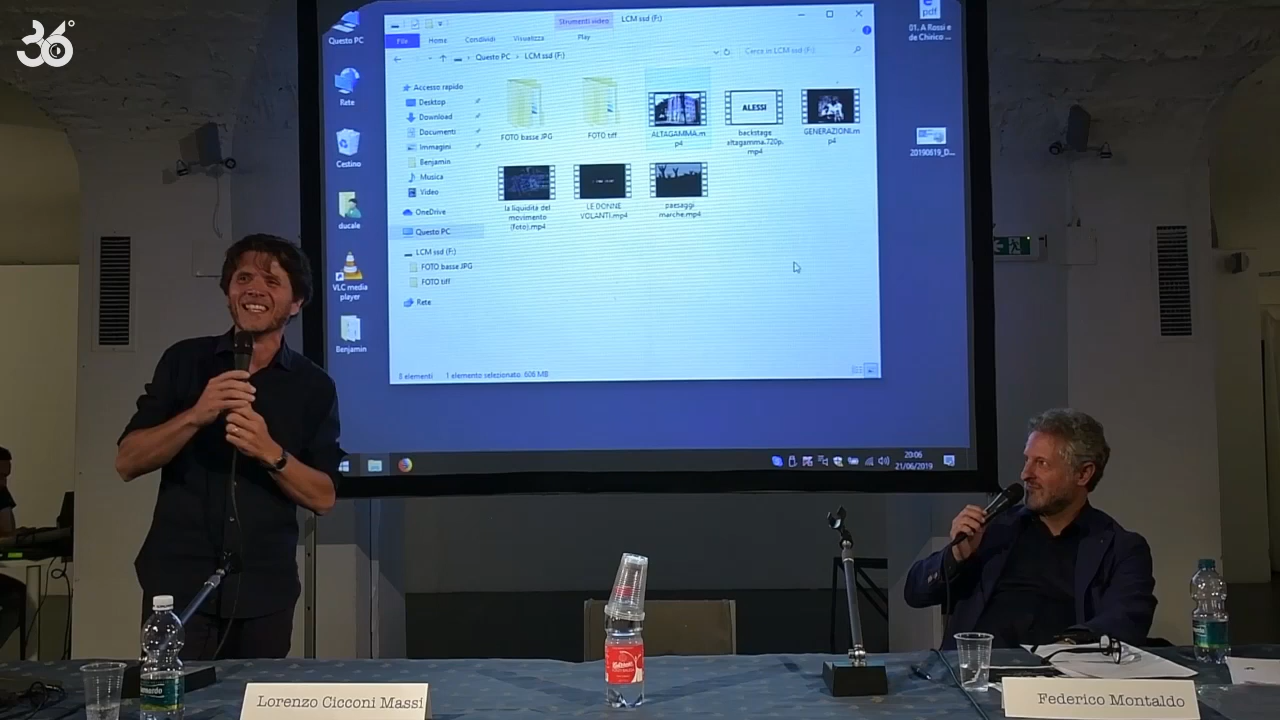 36°
Questo PC
Rete
Cestino
ducale
VLC media
player
Benjamin
Strumenti video
LCM ssd (F:)
File
Home
Condividi
Visualizza
Play
Questo PC > LCM ssd (F:)
Cerca in LCM ssd (F:)
Accesso rapido
Desktop
Download
Documenti
Immagini
Benjamin
Musica
Video
OneDrive
Questo PC
LCM ssd (F:)
FOTO basse JPG
FOTO tiff
Rete
FOTO basse JPG
FOTO tiff
ALTAGAMMA.m
p4
ALESSI
backstage
altagamma.720p.
mp4
GENERAZIONI.m
p4
la liquidità del
movimento
(foto).mp4
LE DONNE
VOLANTI.mp4
paesaggi
marche.mp4
8 elementi
1 elemento selezionato 606 MB
pdf
01. A Rossi e
de Chirico ...
20190619_D...
20:06
21/06/2019
Lorenzo Cicconi Massi
Federico Montaldo